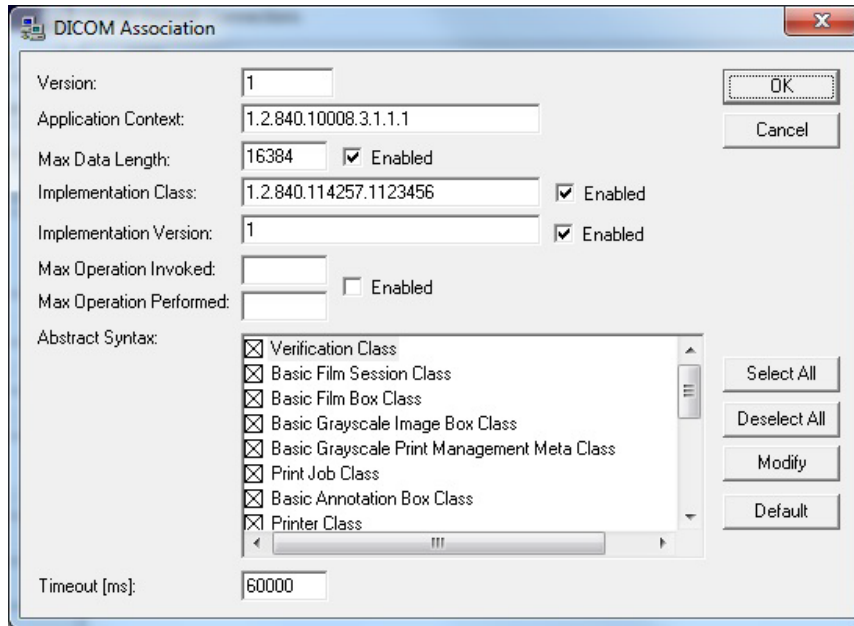 DICOM Association
Version: 1
OK
Application Context: 1.2.840.10008.3.1.1.1
Cancel
Max Data Length: 16384 Enabled
Implementation Class: 1.2.840.114257.1123456 Enabled
Implementation Version: 1 Enabled
Max Operation Invoked:
Enabled
Max Operation Performed:
Abstract Syntax:
Verification Class
Basic Film Session Class
Basic Film Box Class
Basic Grayscale Image Box Class
Basic Grayscale Print Management Meta Class
Print Job Class
Basic Annotation Box Class
Printer Class
Select All
Deselect All
Modify
Default
Timeout [ms]: 60000